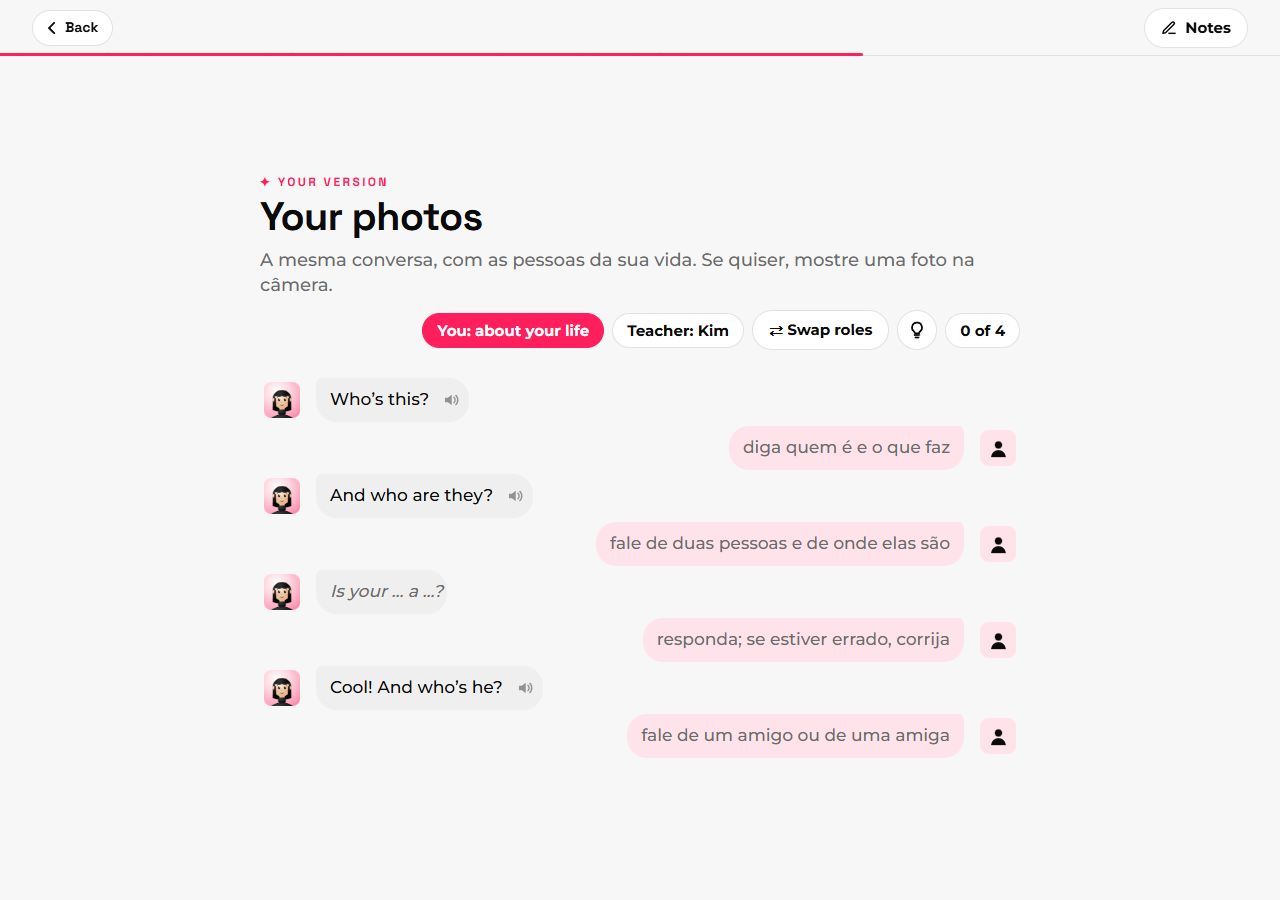 Back
Notes
✦ YOUR VERSION
Your photos
A mesma conversa, com as pessoas da sua vida. Se quiser, mostre uma foto na
câmera.
You: about your life
Teacher: Kim
⇄ Swap roles
0 of 4
Who’s this?
diga quem é e o que faz
And who are they?
fale de duas pessoas e de onde elas são
Is your ... a ...?
responda; se estiver errado, corrija
Cool! And who’s he?
fale de um amigo ou de uma amiga